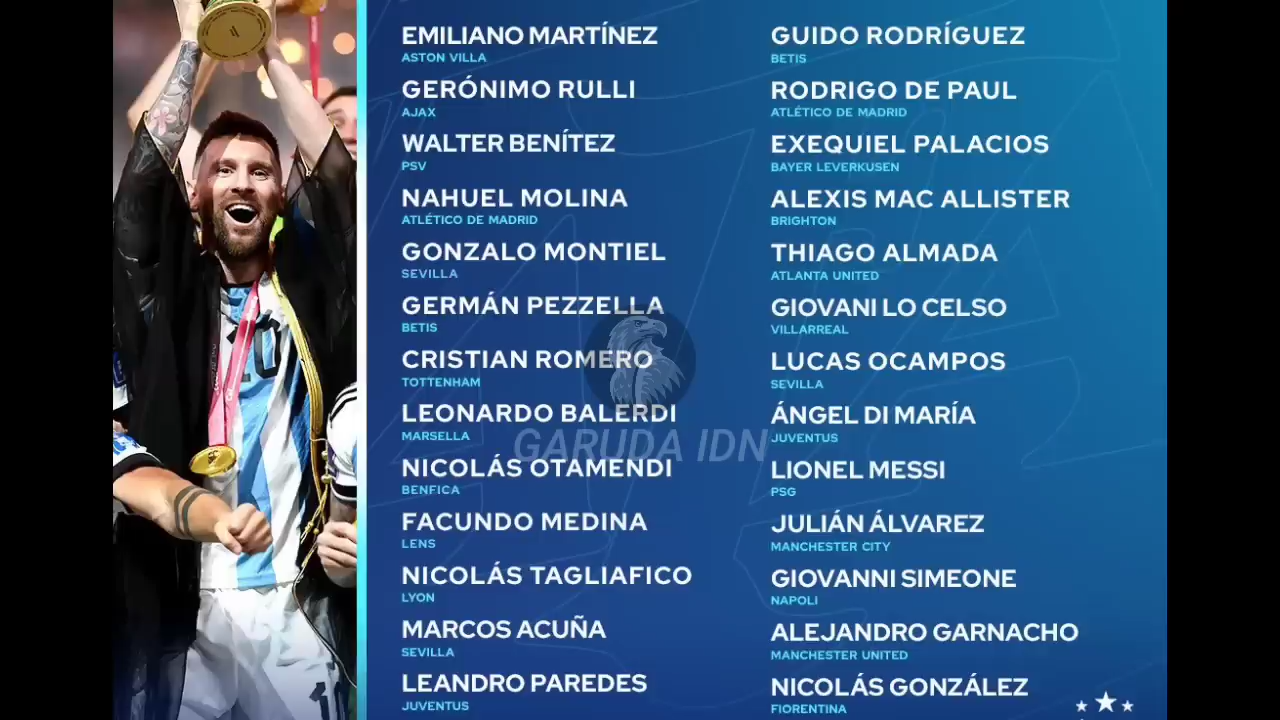 EMILIANO MARTÍNEZ
ASTON VILLA
GERÓNIMO RULLI
AJAX
WALTER BENÍTEZ
PSV
NAHUEL MOLINA
ATLÉTICO DE MADRID
GONZALO MONTIEL
SEVILLA
GERMÁN PEZZELLA
BETIS
CRISTIAN ROMERO
TOTTENHAM
LEONARDO BALERDI
MARSELLA
NICOLÁS OTAMENDI
BENFICA
FACUNDO MEDINA
LENS
NICOLÁS TAGLIAFICO
LYON
MARCOS ACUÑA
SEVILLA
LEANDRO PAREDES
JUVENTUS
GUIDO RODRÍGUEZ
BETIS
RODRIGO DE PAUL
ATLÉTICO DE MADRID
EXEQUIEL PALACIOS
BAYER LEVERKUSEN
ALEXIS MAC ALLISTER
BRIGHTON
THIAGO ALMADA
ATLANTA UNITED
GIOVANI LO CELSO
VILLARREAL
LUCAS OCAMPOS
SEVILLA
ÁNGEL DI MARÍA
JUVENTUS
LIONEL MESSI
PSG
JULIÁN ÁLVAREZ
MANCHESTER CITY
GIOVANNI SIMEONE
NAPOLI
ALEJANDRO GARNACHO
MANCHESTER UNITED
NICOLÁS GONZÁLEZ
FIORENTINA
GARUDA IDN
10